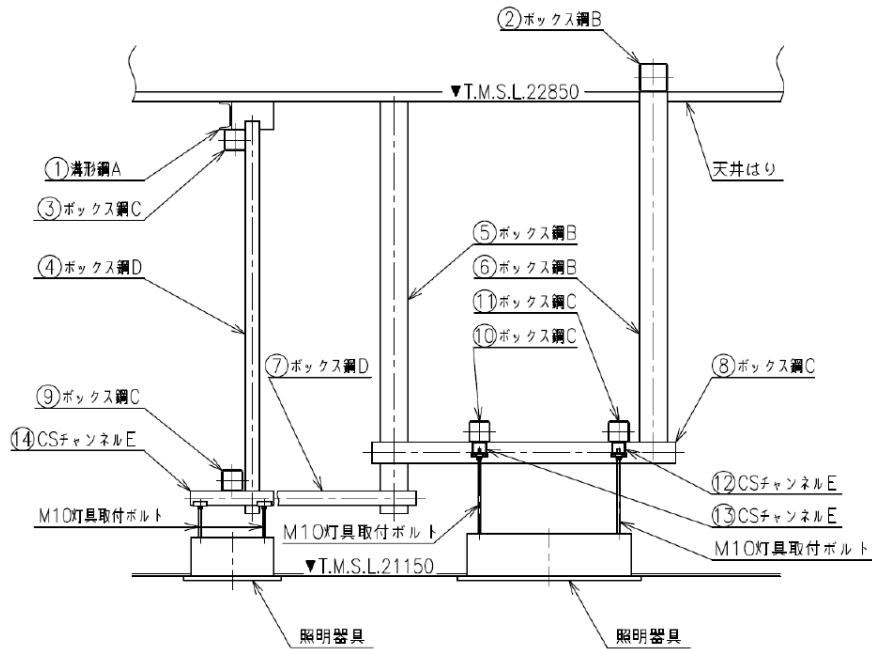 ②ボックス鋼B
▼T.M.S.L.22850
①溝形鋼A
天井はり
③ボックス鋼C
⑤ボックス鋼B
④ボックス鋼D
⑥ボックス鋼B
⑪ボックス鋼C
⑩ボックス鋼C
⑦ボックス鋼D
⑧ボックス鋼C
⑨ボックス鋼C
⑭CSチャンネルE
⑫CSチャンネルE
⑬CSチャンネルE
M10灯具取付ボルト
M10灯具取付ボルト
M10灯具取付ボルト
▼T.M.S.L.21150
照明器具
照明器具